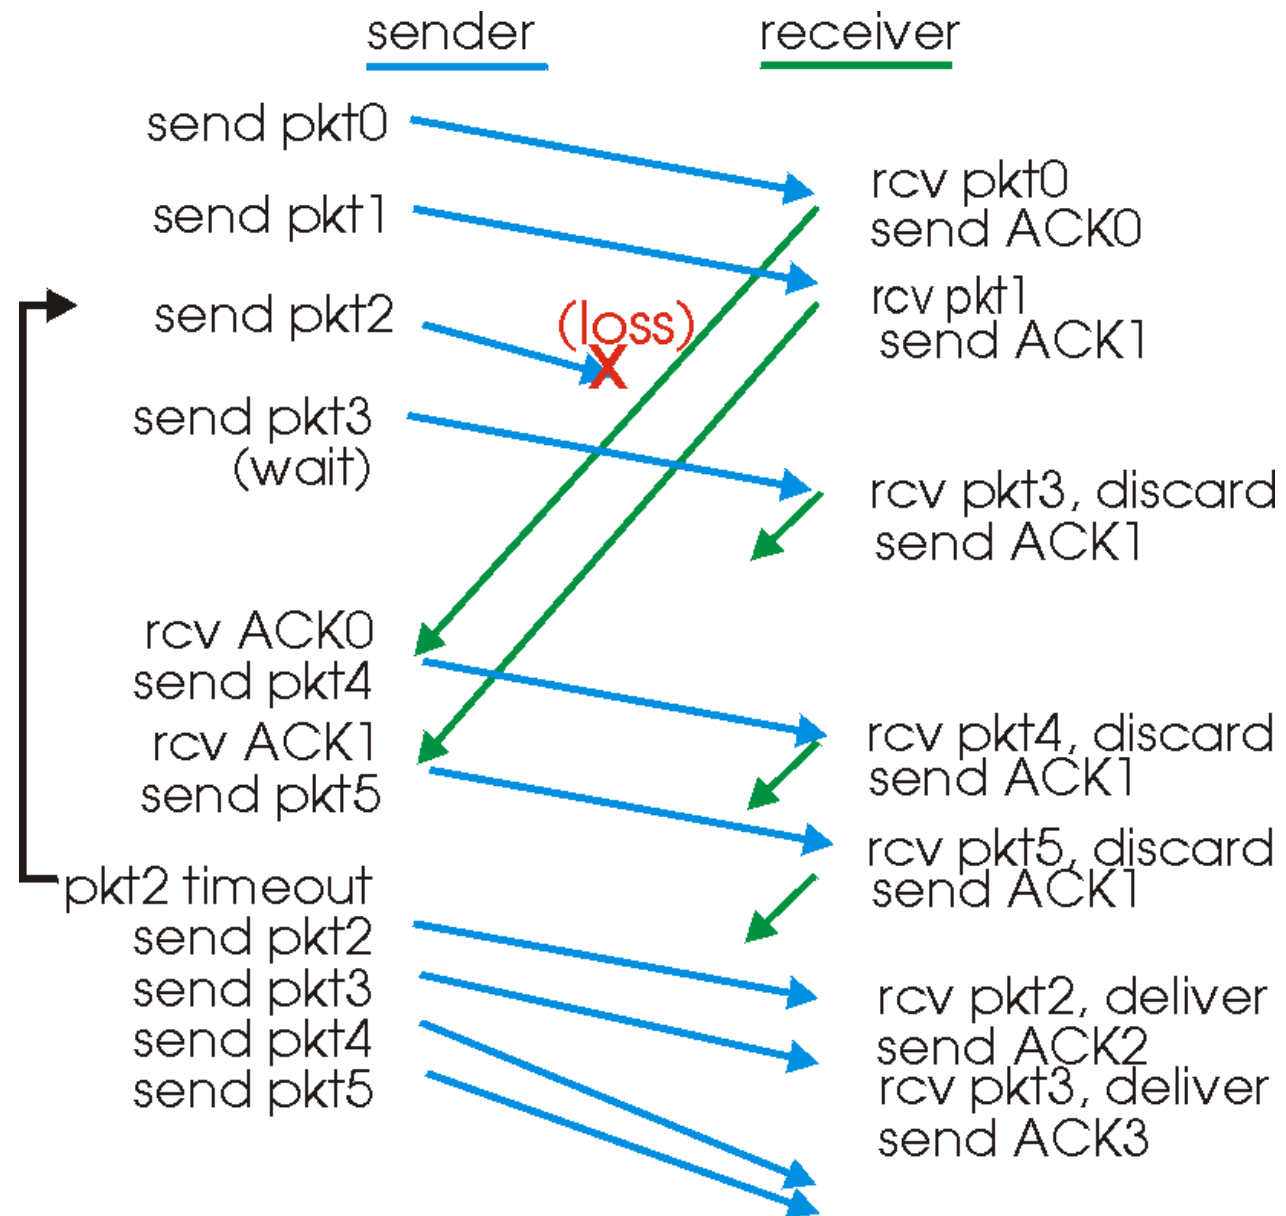 sender
receiver
send pkt0
rcv pkt0
send ACK0
send pkt1
rcv pkt1
send ACK1
send pkt2
(loss)
X
send pkt3
(wait)
rcv pkt3, discard
send ACK1
rcv ACK0
send pkt4
rcv ACK1
send pkt5
rcv pkt4, discard
send ACK1
rcv pkt5, discard
send ACK1
pkt2 timeout
send pkt2
send pkt3
send pkt4
send pkt5
rcv pkt2, deliver
send ACK2
rcv pkt3, deliver
send ACK3